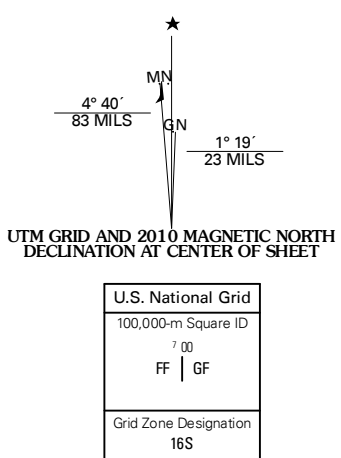 ★
M.N.
4° 40´
83 MILS
GN
1° 19´
23 MILS
UTM GRID AND 2010 MAGNETIC NORTH
DECLINATION AT CENTER OF SHEET
U.S. National Grid
100,000-m Square ID
7 00
FF GF
Grid Zone Designation
16S